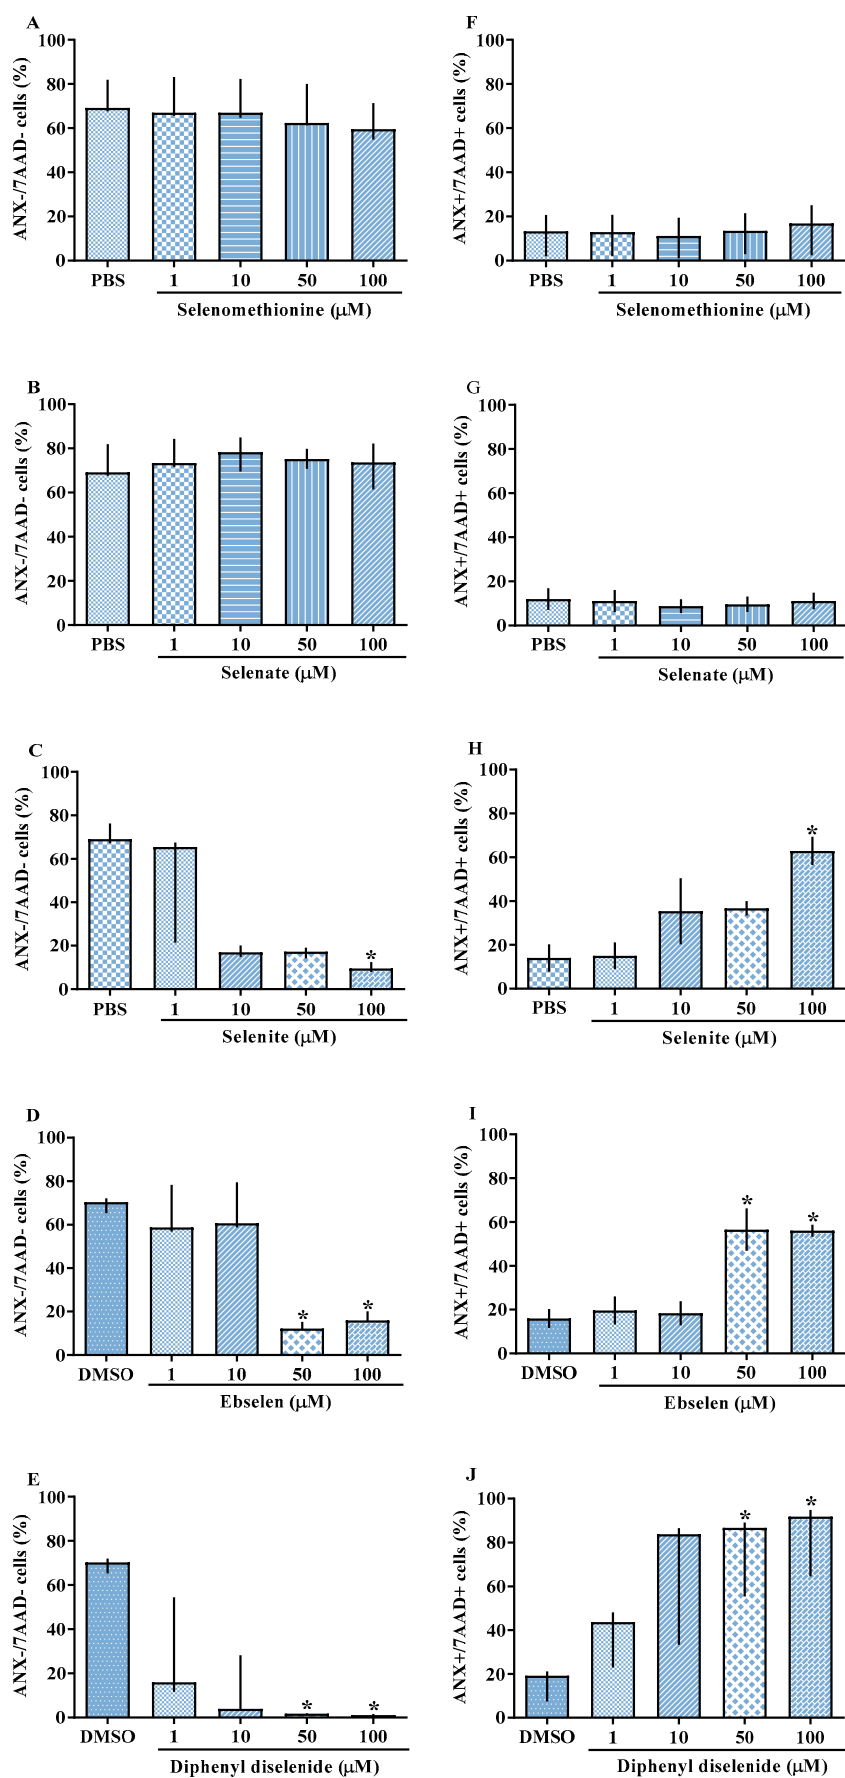 A
ANX-/7AAD- cells (%)
100
80
60
40
20
0
PBS 1 10 50 100
Selenomethionine (μM)
F
ANX+/7AAD+ cells (%)
100
80
60
40
20
0
PBS 1 10 50 100
Selenomethionine (μM)
B
ANX-/7AAD- cells (%)
100
80
60
40
20
0
PBS 1 10 50 100
Selenate (μM)
G
ANX+/7AAD+ cells (%)
100
80
60
40
20
0
PBS 1 10 50 100
Selenate (μM)
C
ANX-/7AAD- cells (%)
100
80
60
40
20
0
*
PBS 1 10 50 100
Selenite (μM)
H
ANX+/7AAD+ cells (%)
100
80
60
40
20
0
*
PBS 1 10 50 100
Selenite (μM)
D
ANX-/7AAD- cells (%)
100
80
60
40
20
0
* *
DMSO 1 10 50 100
Ebselen (μM)
I
ANX+/7AAD+ cells (%)
100
80
60
40
20
0
* *
DMSO 1 10 50 100
Ebselen (μM)
E
ANX-/7AAD- cells (%)
100
80
60
40
20
0
* *
DMSO 1 10 50 100
Diphenyl diselenide (μM)
J
ANX+/7AAD+ cells (%)
100
80
60
40
20
0
* *
DMSO 1 10 50 100
Diphenyl diselenide (μM)